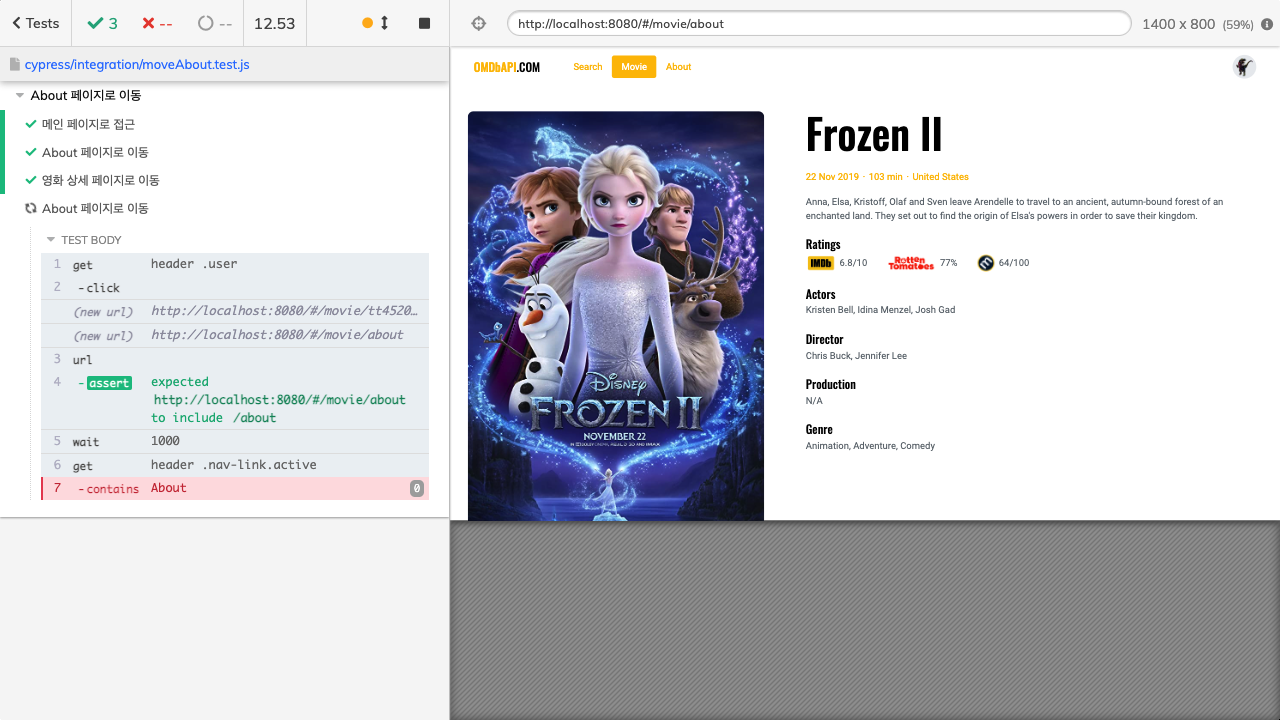 Tests
3
--
--
12.53
cypress/integration/moveAbout.test.js
About 페이지로 이동
메인 페이지로 접근
About 페이지로 이동
영화 상세 페이지로 이동
About 페이지로 이동
TEST BODY
1 get header .user
2 -click
(new url) http://localhost:8080/#/movie/tt4520…
(new url) http://localhost:8080/#/movie/about
3 url
4 -assert expected
http://localhost:8080/#/movie/about
to include /about
5 wait 1000
6 get header .nav-link.active
7 -contains About 0
http://localhost:8080/#/movie/about
1400 x 800 (59%)
OMDbAPI.COM Search Movie About
Frozen II
22 Nov 2019 · 103 min · United States
Anna, Elsa, Kristoff, Olaf and Sven leave Arendelle to travel to an ancient, autumn-bound forest of an
enchanted land. They set out to find the origin of Elsa's powers in order to save their kingdom.
Ratings
IMDb 6.8/10 Rotten Tomatoes 77% 64/100
Actors
Kristen Bell, Idina Menzel, Josh Gad
Director
Chris Buck, Jennifer Lee
Production
N/A
Genre
Animation, Adventure, Comedy
DISNEY
FROZEN II
NOVEMBER 22